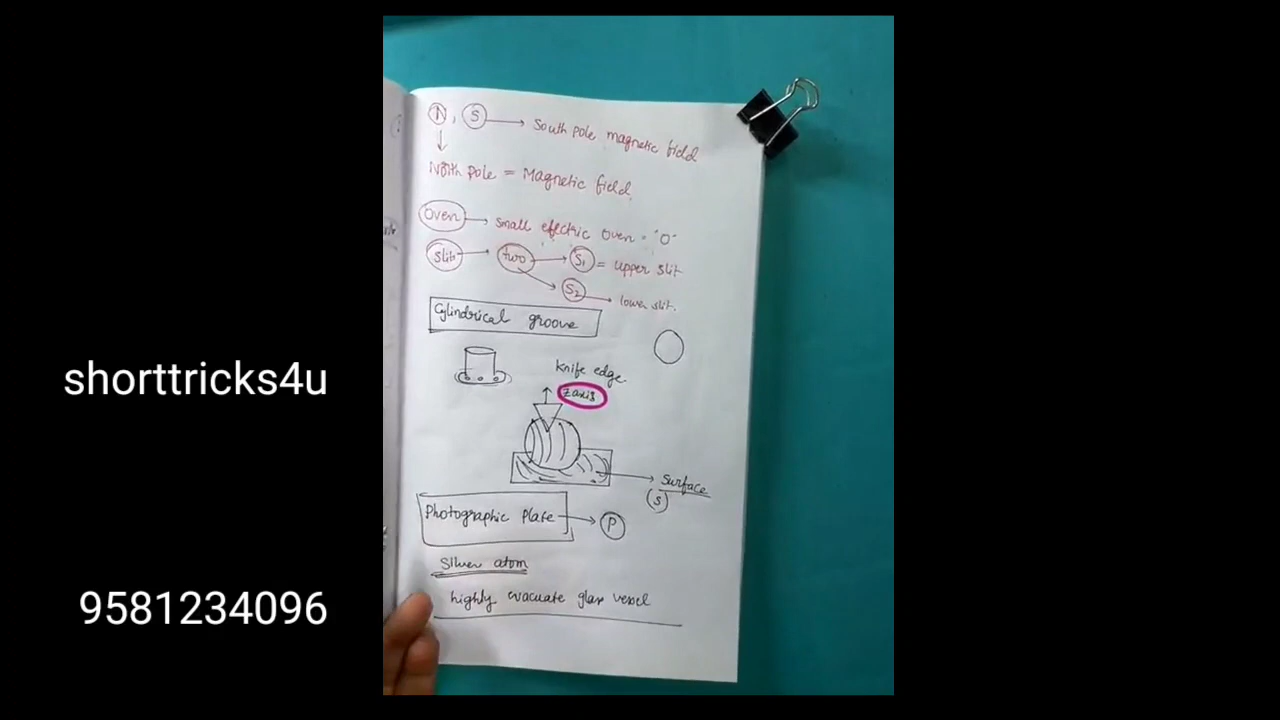 N, S → South pole magnetic field
North pole = Magnetic field
Oven → small electric oven = "O"
Slit → two → S1 = upper slit
S2 → lower slit.
Cylindrical groove
knife edge
z axis
surface
(s)
Photographic plate → P
Silver atom
highly evacuate glass vessel
shorttricks4u
9581234096